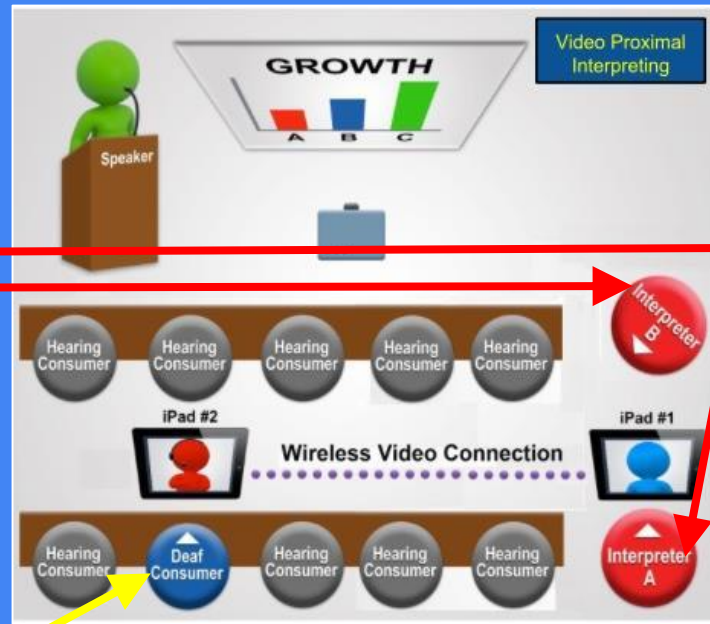 Video Proximal
Interpreting
GROWTH
A B C
Speaker
Interpreter
B
Hearing
Consumer
Hearing
Consumer
Hearing
Consumer
Hearing
Consumer
Hearing
Consumer
iPad #2
iPad #1
Wireless Video Connection
Hearing
Consumer
Deaf
Consumer
Hearing
Consumer
Hearing
Consumer
Hearing
Consumer
Interpreter
A